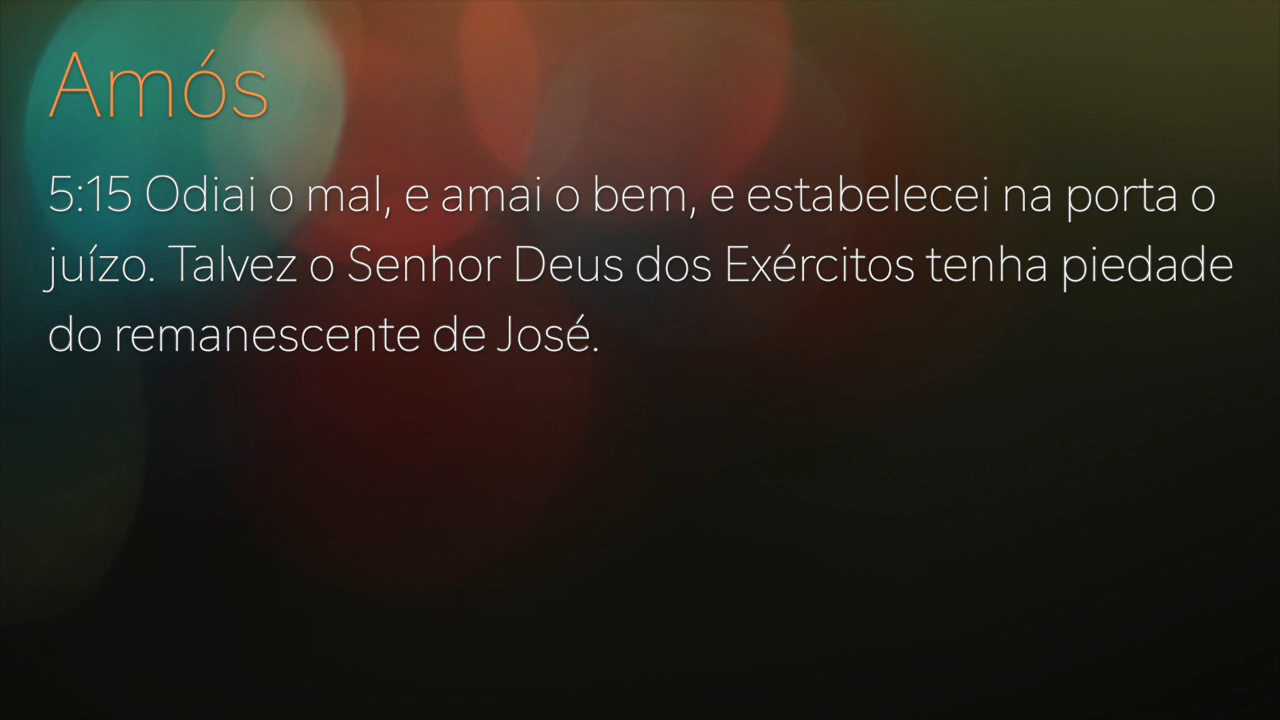 Amós
5:15 Odiai o mal, e amai o bem, e estabelecei na porta o
juízo. Talvez o Senhor Deus dos Exércitos tenha piedade
do remanescente de José.